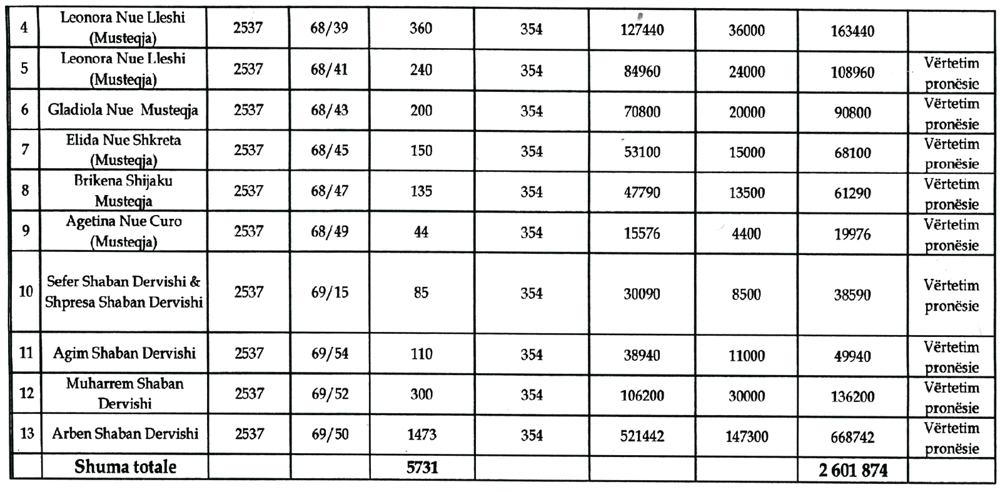 4 Leonora Nue Lleshi (Musteqja) 2537 68/39 360 354 127440 36000 163440
5 Leonora Nue Lleshi (Musteqja) 2537 68/41 240 354 84960 24000 108960 Vërtetim pronësie
6 Gladiola Nue Musteqja 2537 68/43 200 354 70800 20000 90800 Vërtetim pronësie
7 Elida Nue Shkreta (Musteqja) 2537 68/45 150 354 53100 15000 68100 Vërtetim pronësie
8 Brikena Shijaku Musteqja 2537 68/47 135 354 47790 13500 61290 Vërtetim pronësie
9 Agetina Nue Curo (Musteqja) 2537 68/49 44 354 15576 4400 19976 Vërtetim pronësie
10 Sefer Shaban Dervishi & Shpresa Shaban Dervishi 2537 69/15 85 354 30090 8500 38590 Vërtetim pronësie
11 Agim Shaban Dervishi 2537 69/54 110 354 38940 11000 49940 Vërtetim pronësie
12 Muharrem Shaban Dervishi 2537 69/52 300 354 106200 30000 136200 Vërtetim pronësie
13 Arben Shaban Dervishi 2537 69/50 1473 354 521442 147300 668742 Vërtetim pronësie
Shuma totale 5731 2 601 874